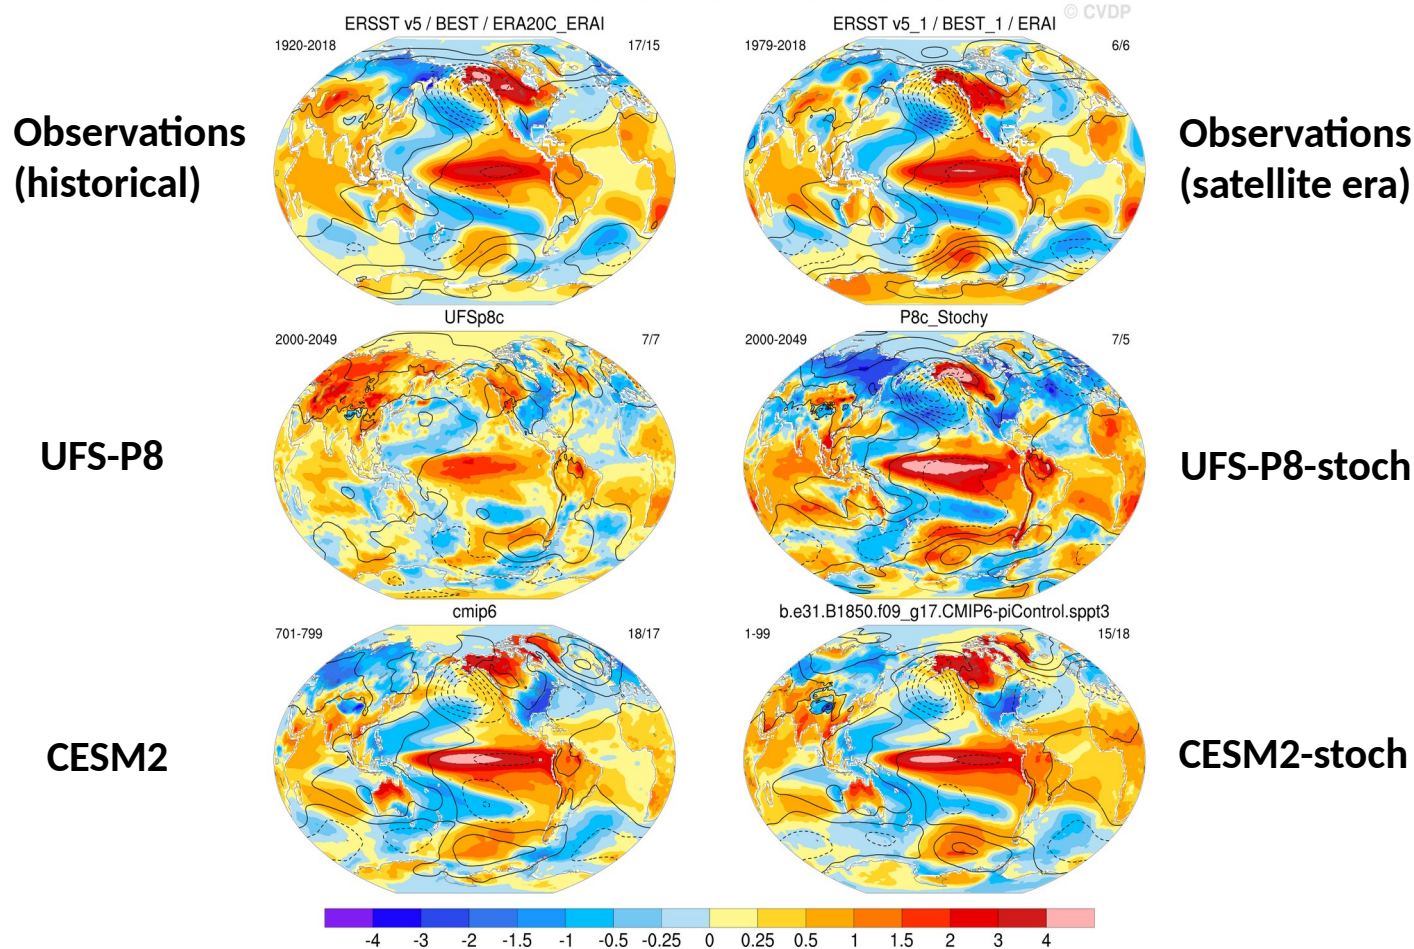 © CVDP
ERSST v5 / BEST / ERA20C_ERAI
1920-2018
17/15
ERSST v5_1 / BEST_1 / ERAI
1979-2018
6/6
Observations
(historical)
Observations
(satellite era)
UFSp8c
2000-2049
7/7
P8c_Stochy
2000-2049
7/5
UFS-P8
UFS-P8-stoch
cmip6
701-799
18/17
b.e31.B1850.f09_g17.CMIP6-piControl.sppt3
1-99
15/18
CESM2
CESM2-stoch
-4 -3 -2 -1.5 -1 -0.5 -0.25 0 0.25 0.5 1 1.5 2 3 4